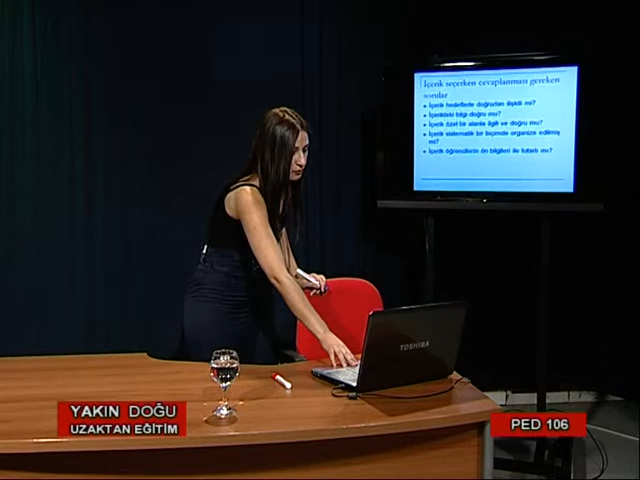 İçerik seçerken cevaplanması gereken
sorular
İçerik hedeflerle doğrudan ilişkili mi?
İçerikteki bilgi doğru mu?
İçerik özel bir alanla ilgili ve doğru mu?
İçerik sistematik bir biçimde organize edilmiş
mi?
İçerik öğrencilerin ön bilgileri ile tutarlı mı?
TOSHIBA
YAKIN DOĞU
UZAKTAN EĞİTİM
PED 106